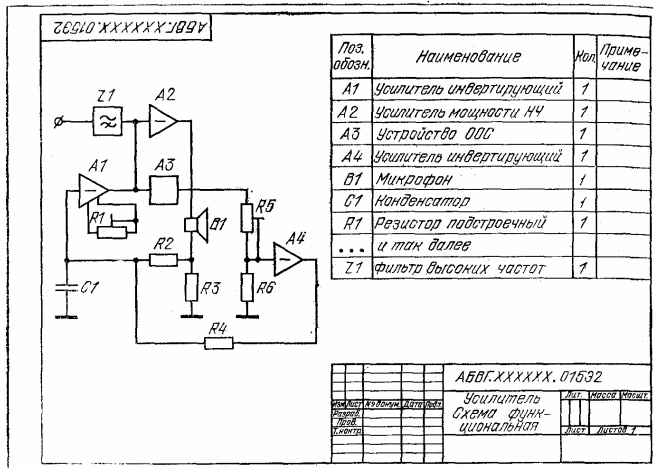 АБВГ.XXXXXX.01532
Z1
A2
A1
A3
R1
B1
R5
A4
R2
C1
R3
R6
R4
Поз. обозн.
Наименование
Кол.
Приме-
чание
A1 Усилитель инвертирующий 1
A2 Усилитель мощности НЧ 1
A3 Устройство ООС 1
A4 Усилитель инвертирующий 1
B1 Микрофон 1
C1 Конденсатор 1
R1 Резистор подстроечный 1
... и так далее
Z1 фильтр высоких частот 1
АБВГ.XXXXXX.01532
Усилитель
Схема функ-
циональная
Лит. Масса Масшт.
Изм Лист № докум. Дата Подп.
Разраб.
Пров.
Т.контр.
Лист Листов 1